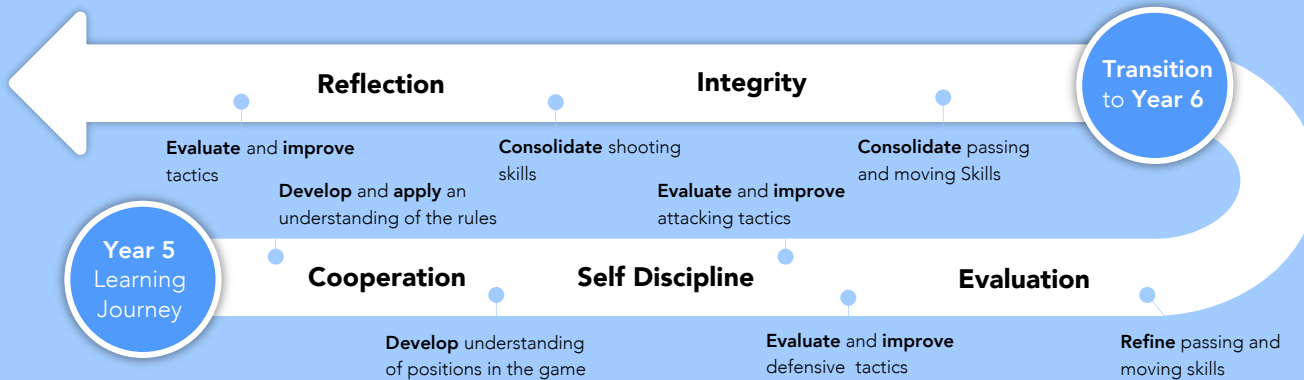 Reflection
Integrity
Transition
to Year 6
Evaluate and improve
tactics
Consolidate shooting
skills
Consolidate passing
and moving Skills
Develop and apply an
understanding of the rules
Evaluate and improve
attacking tactics
Year 5
Learning
Journey
Cooperation
Self Discipline
Evaluation
Develop understanding
of positions in the game
Evaluate and improve
defensive tactics
Refine passing and
moving skills